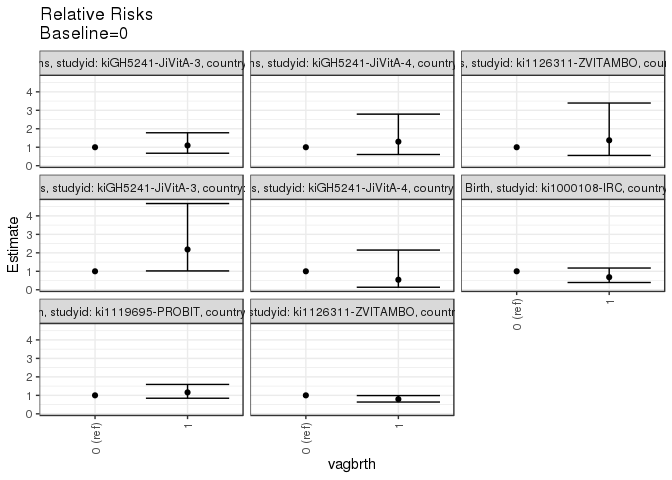 Relative Risks
Baseline=0
ns, studyid: kiGH5241-JiVitA-3, country
ns, studyid: kiGH5241-JiVitA-4, country
s, studyid: ki1126311-ZVITAMBO, cou
4
3
2
1
0
s, studyid: kiGH5241-JiVitA-3, country:
s, studyid: kiGH5241-JiVitA-4, country
Birth, studyid: ki1000108-IRC, country
4
3
2
1
0
Estimate
0 (ref)
1
n, studyid: ki1119695-PROBIT, country
studyid: ki1126311-ZVITAMBO, countr
4
3
2
1
0
0 (ref)
1
0 (ref)
1
vagbrth